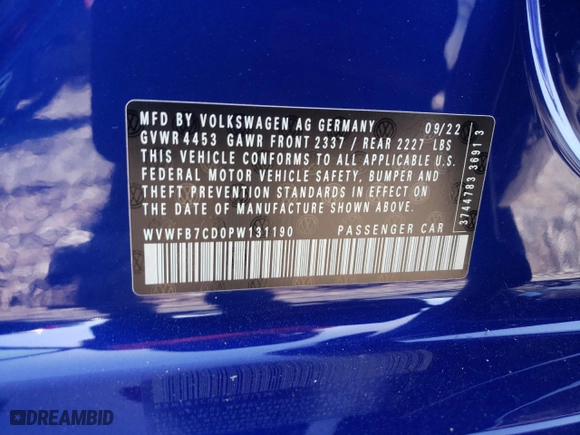 MFD BY VOLKSWAGEN AG GERMANY 09/22
GVWR 4453 GAWR FRONT 2337 / REAR 2227 LBS
THIS VEHICLE CONFORMS TO ALL APPLICABLE U.S.
FEDERAL MOTOR VEHICLE SAFETY, BUMPER AND
THEFT PREVENTION STANDARDS IN EFFECT ON
THE DATE OF MANUFACTURE SHOWN ABOVE.
WVWFB7CD0PW131190 PASSENGER CAR
3744783 3691 3
DREAMBID